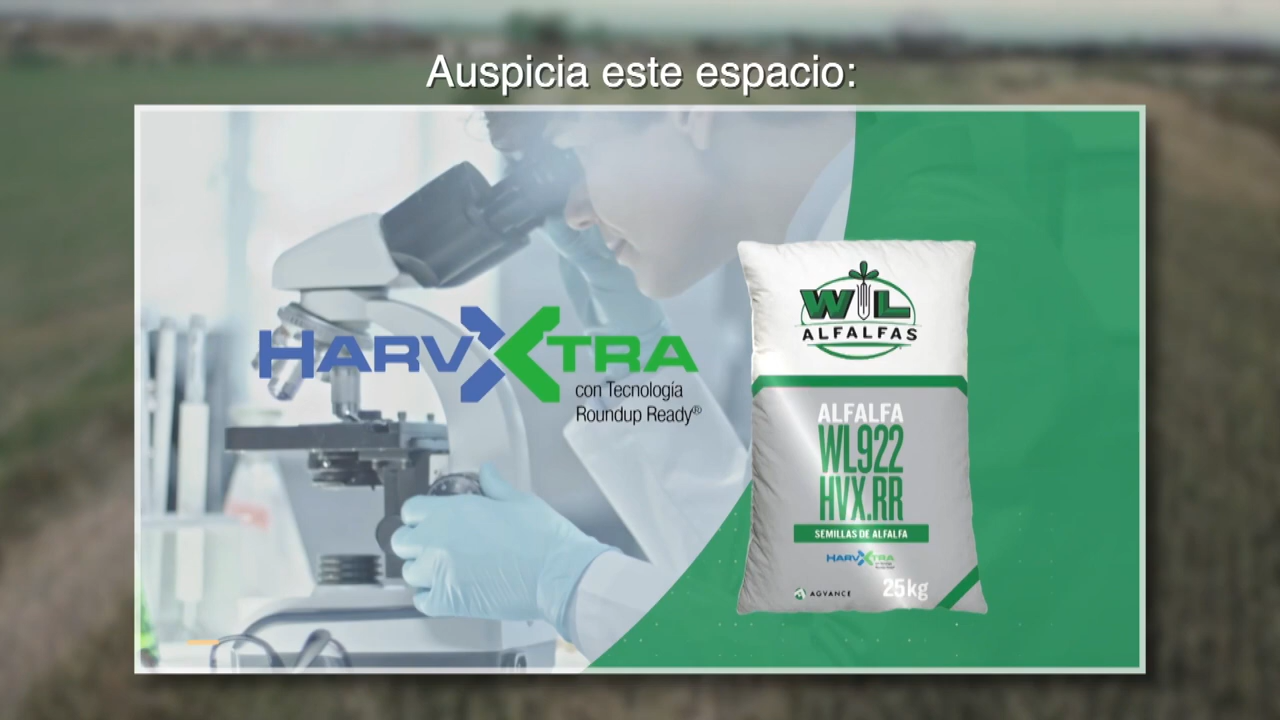 Auspicia este espacio:
HARVXTRA
con Tecnología
Roundup Ready®
WL
ALFALFAS
ALFALFA
WL922
HVX.RR
SEMILLAS DE ALFALFA
HARVXTRA
AGVANCE
25kg